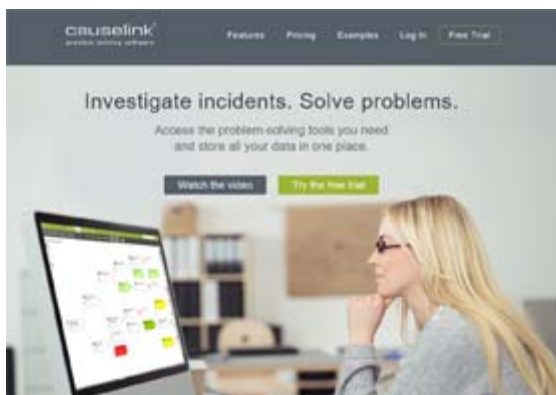 causelink
problem solving software
Features Pricing Examples Log In Free Trial
Investigate incidents. Solve problems.
Access the problem-solving tools you need
and store all your data in one place.
Watch the video Try the free trial